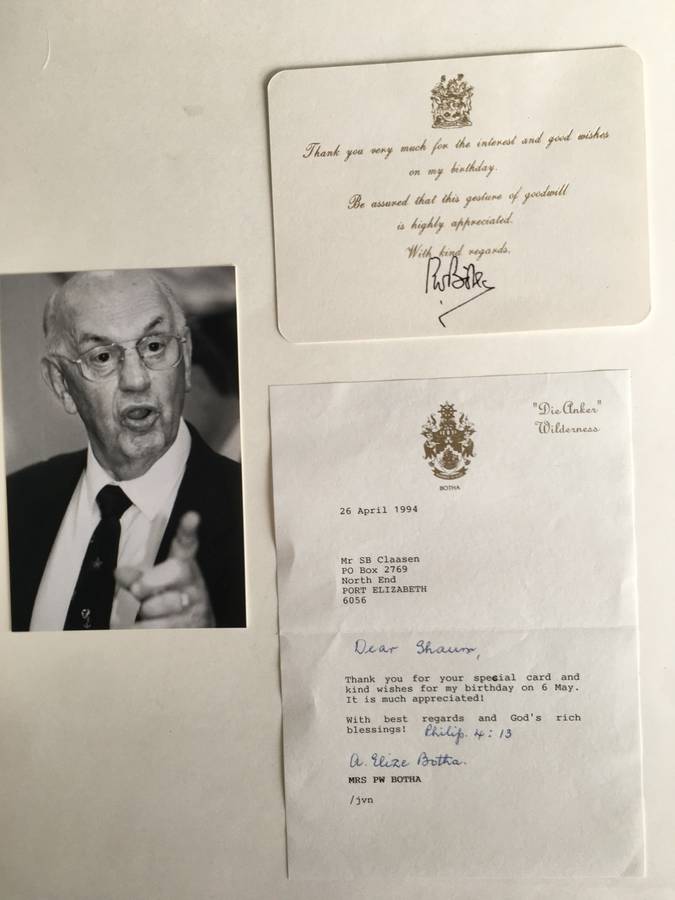 Thank you very much for the interest and good wishes
on my birthday.
Be assured that this gesture of goodwill
is highly appreciated.
With kind regards.
PW Botha
"Die Anker"
Wilderness
BOTHA
26 April 1994
Mr SB Claasen
PO Box 2769
North End
PORT ELIZABETH
6056
Dear Shaun,
Thank you for your special card and
kind wishes for my birthday on 6 May.
It is much appreciated!
With best regards and God's rich
blessings! Philip. 4:13
A. Elize Botha.
MRS PW BOTHA
/jvn